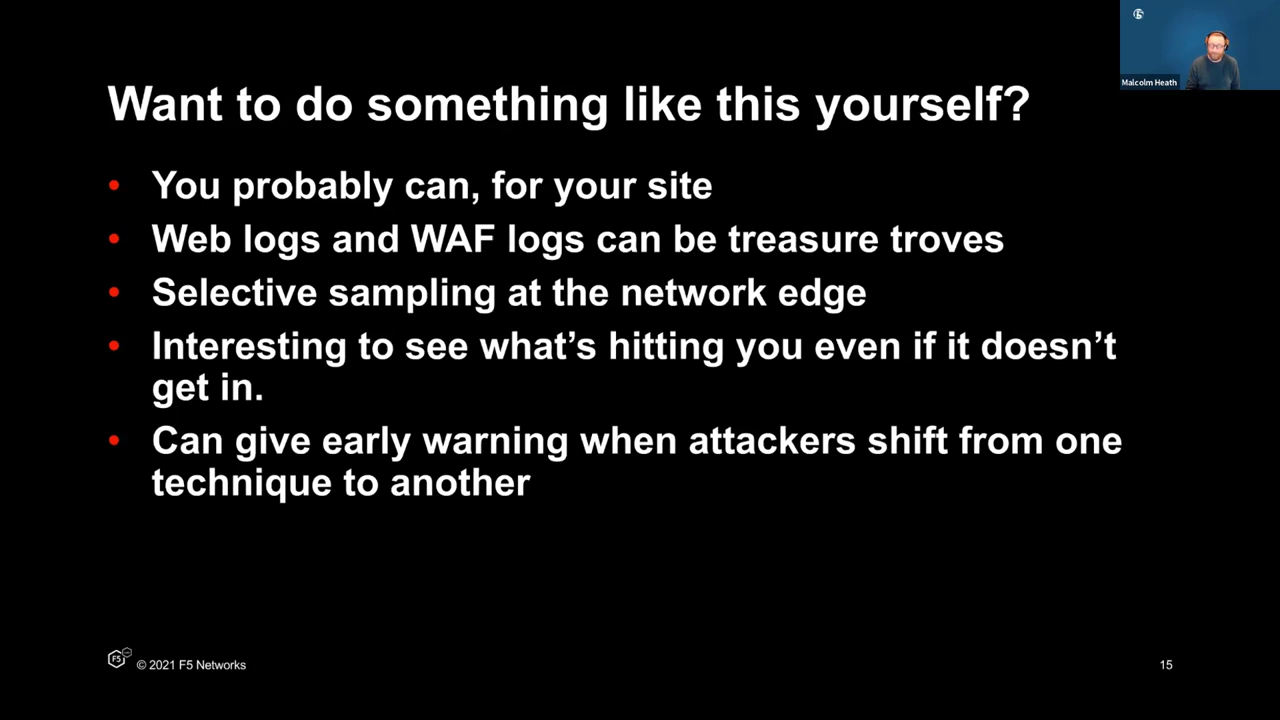 Malcolm Heath
Want to do something like this yourself?
• You probably can, for your site
• Web logs and WAF logs can be treasure troves
• Selective sampling at the network edge
• Interesting to see what’s hitting you even if it doesn’t
get in.
• Can give early warning when attackers shift from one
technique to another
F5
© 2021 F5 Networks
15